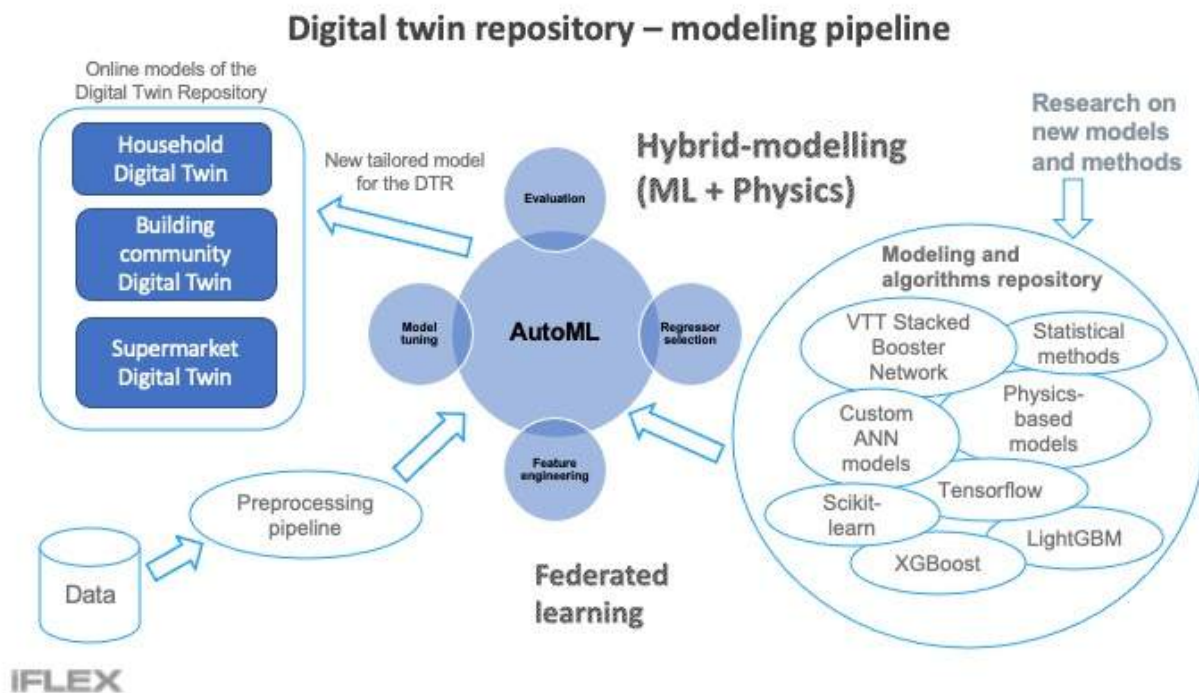 Digital twin repository – modeling pipeline
Online models of the
Digital Twin Repository
Household
Digital Twin
Building
community
Digital Twin
Supermarket
Digital Twin
New tailored model
for the DTR
Evaluation
Model
tuning
AutoML
Regressor
selection
Feature
engineering
Hybrid-modelling
(ML + Physics)
Research on
new models
and methods
Modeling and
algorithms repository
VTT Stacked
Booster
Network
Statistical
methods
Physics-
based
models
Custom
ANN
models
Tensorflow
Scikit-
learn
LightGBM
XGBoost
Preprocessing
pipeline
Data
Federated
learning
iFLEX